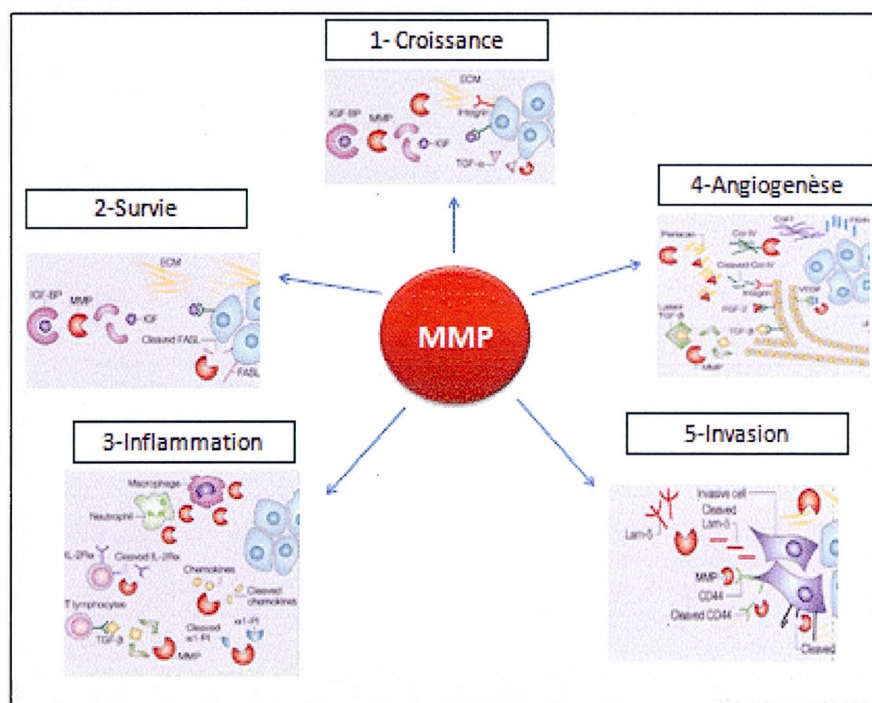 1- Croissance
ECM
IGF-BP
MMP
Integrin
IGF
TGF-α
2-Survie
ECM
IGF-BP
MMP
IGF
Cleaved FASL
FASL
MMP
4-Angiogenèse
Perlecan
Col-IV
Col-I
Cleaved Col-IV
Integrin
VEGF
FGF-2
Latent
TGF-β
TGF-β
MMP
3-Inflammation
Macrophage
Neutrophil
IL-2Rα
Cleaved IL-2Rα
Chemokines
Cleaved
chemokines
T lymphocytes
TGF-β
Cleaved
α1-PI
α1-PI
MMP
5-Invasion
Invasive cell
Cleaved
Lam-5
Lam-5
MMP
CD44
Cleaved CD44
Cleaved